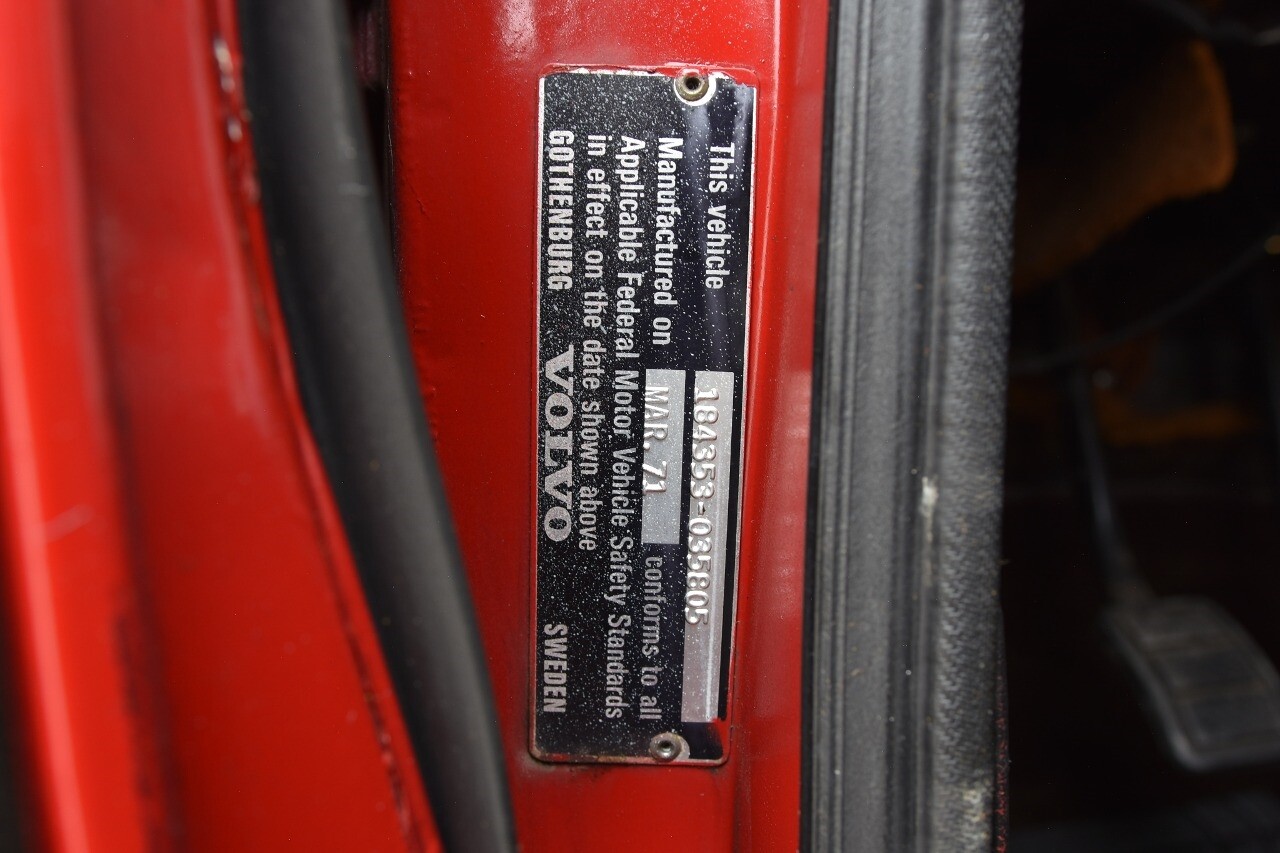 This vehicle 184353-035805
Manufactured on MAR. 71 conforms to all
Applicable Federal Motor Vehicle Safety Standards
in effect on the date shown above
GOTHENBURG VOLVO SWEDEN